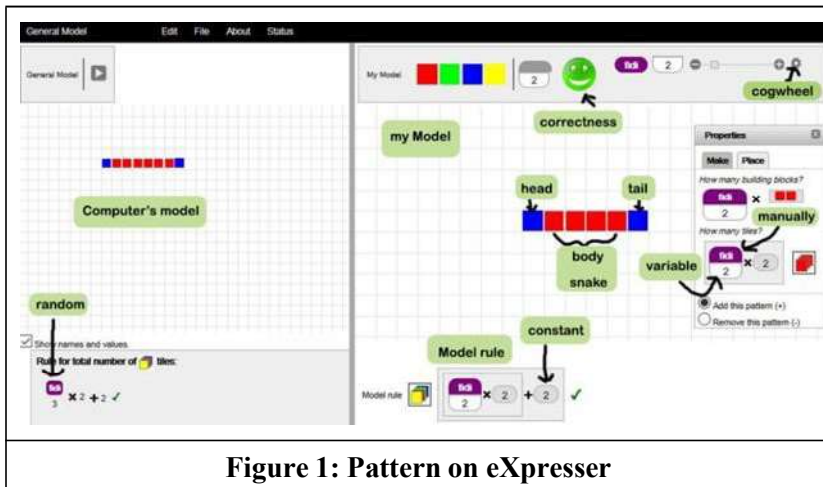 General Model Edit File About Status
General Model
My Model 2 fidi 2
cogwheel
correctness
my Model
Properties
Make Place
How many building blocks?
fidi
2 ×
manually
How many tiles?
fidi
2 × 2
variable
Add this pattern (+)
Remove this pattern (-)
head tail
body
snake
Computer's model
random
Show names and values.
Rule for total number of tiles:
fidi
3 × 2 + 2 ✓
constant
Model rule
Model rule fidi 2 × 2 + 2 ✓
Figure 1: Pattern on eXpresser